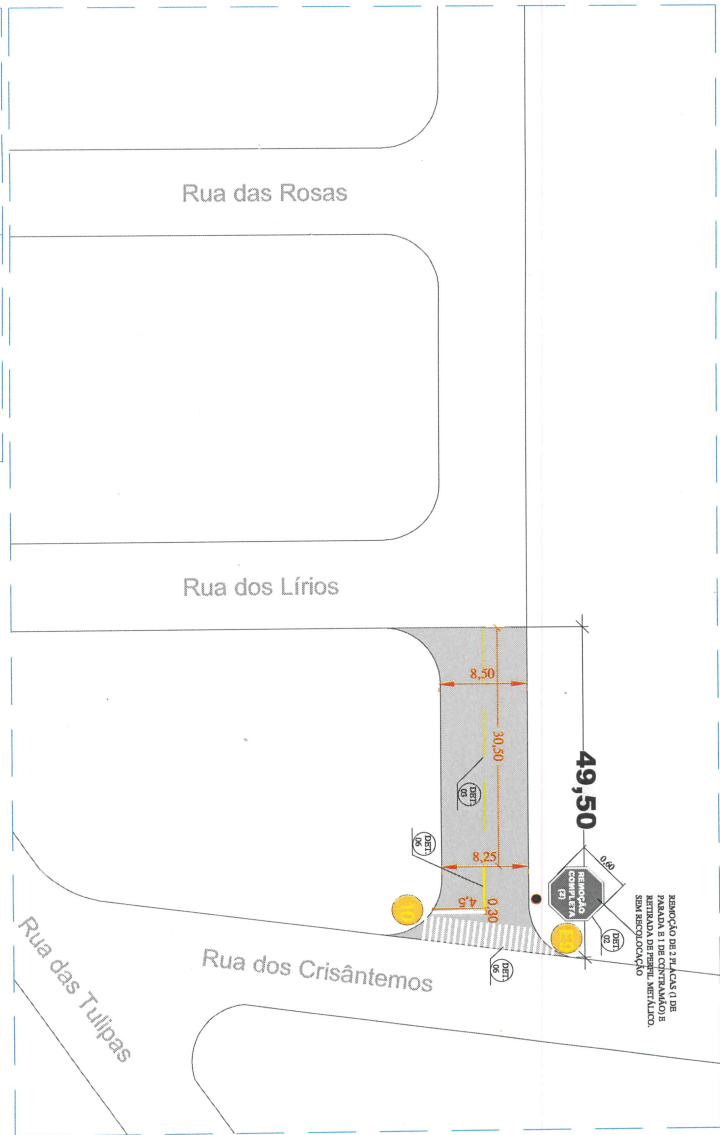 Rua das Rosas
Rua dos Lírios
8,50
30,50
49,50
DET.
03
DET.
06
8,25
4,5
0,30
0,60
REMOÇÃO
COMPLETA
(2)
DET.
02
REMOÇÃO DE 2 PLACAS (1 DE
PARADA E 1 DE CONTRAMÃO) E
RETIRADA DE PERFIL METÁLICO.
SEM RECOLOCAÇÃO
DET.
06
Rua dos Crisântemos
Rua das Tulipas